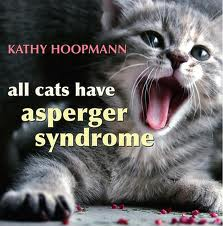 KATHY HOOPMANN
all cats have
asperger
syndrome